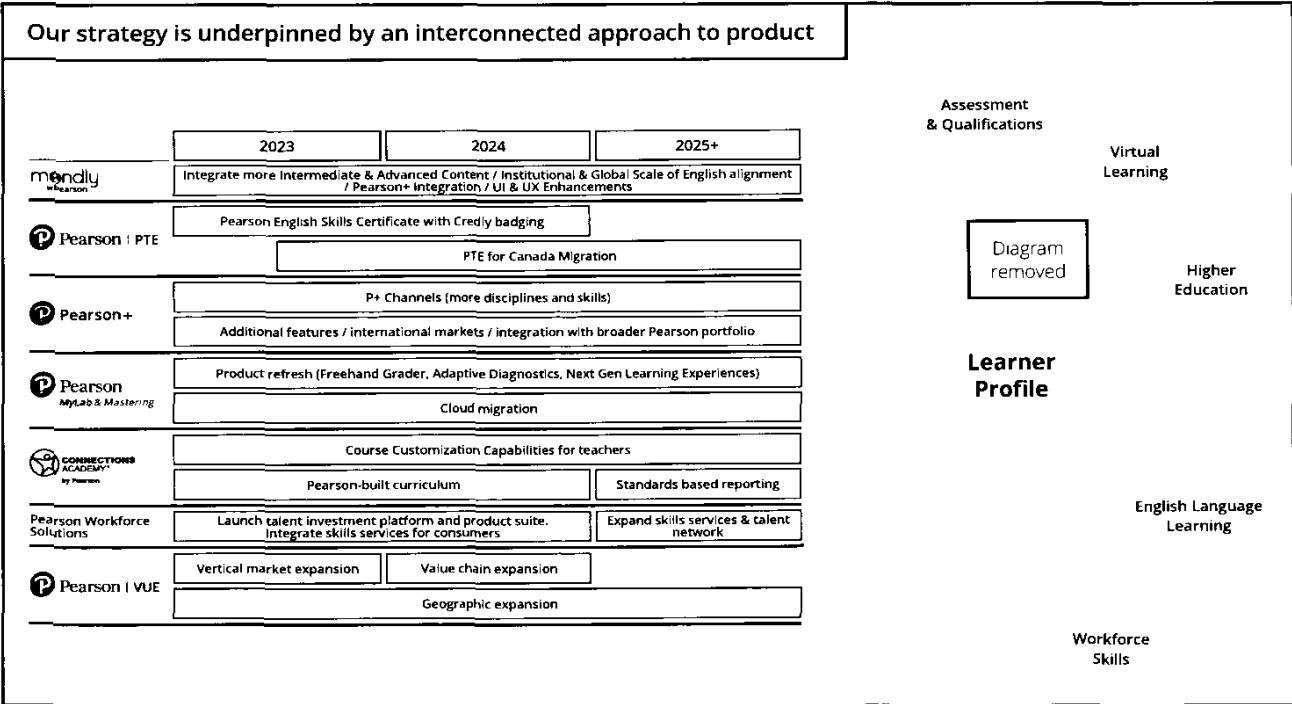 Our strategy is underpinned by an interconnected approach to product
2023
2024
2025+
mondly
by Pearson
Integrate more Intermediate & Advanced Content / Institutional & Global Scale of English alignment
/ Pearson+ Integration / UI & UX Enhancements
Pearson | PTE
Pearson English Skills Certificate with Credly badging
PTE for Canada Migration
Pearson+
P+ Channels (more disciplines and skills)
Additional features / international markets / integration with broader Pearson portfolio
Pearson
MyLab & Mastering
Product refresh (Freehand Grader, Adaptive Diagnostics, Next Gen Learning Experiences)
Cloud migration
CONNECTIONS
ACADEMY
by Pearson
Course Customization Capabilities for teachers
Pearson-built curriculum
Standards based reporting
Pearson Workforce
Solutions
Launch talent investment platform and product suite.
Integrate skills services for consumers
Expand skills services & talent
network
Pearson | VUE
Vertical market expansion
Value chain expansion
Geographic expansion
Assessment
& Qualifications
Virtual
Learning
Diagram
removed
Higher
Education
Learner
Profile
English Language
Learning
Workforce
Skills